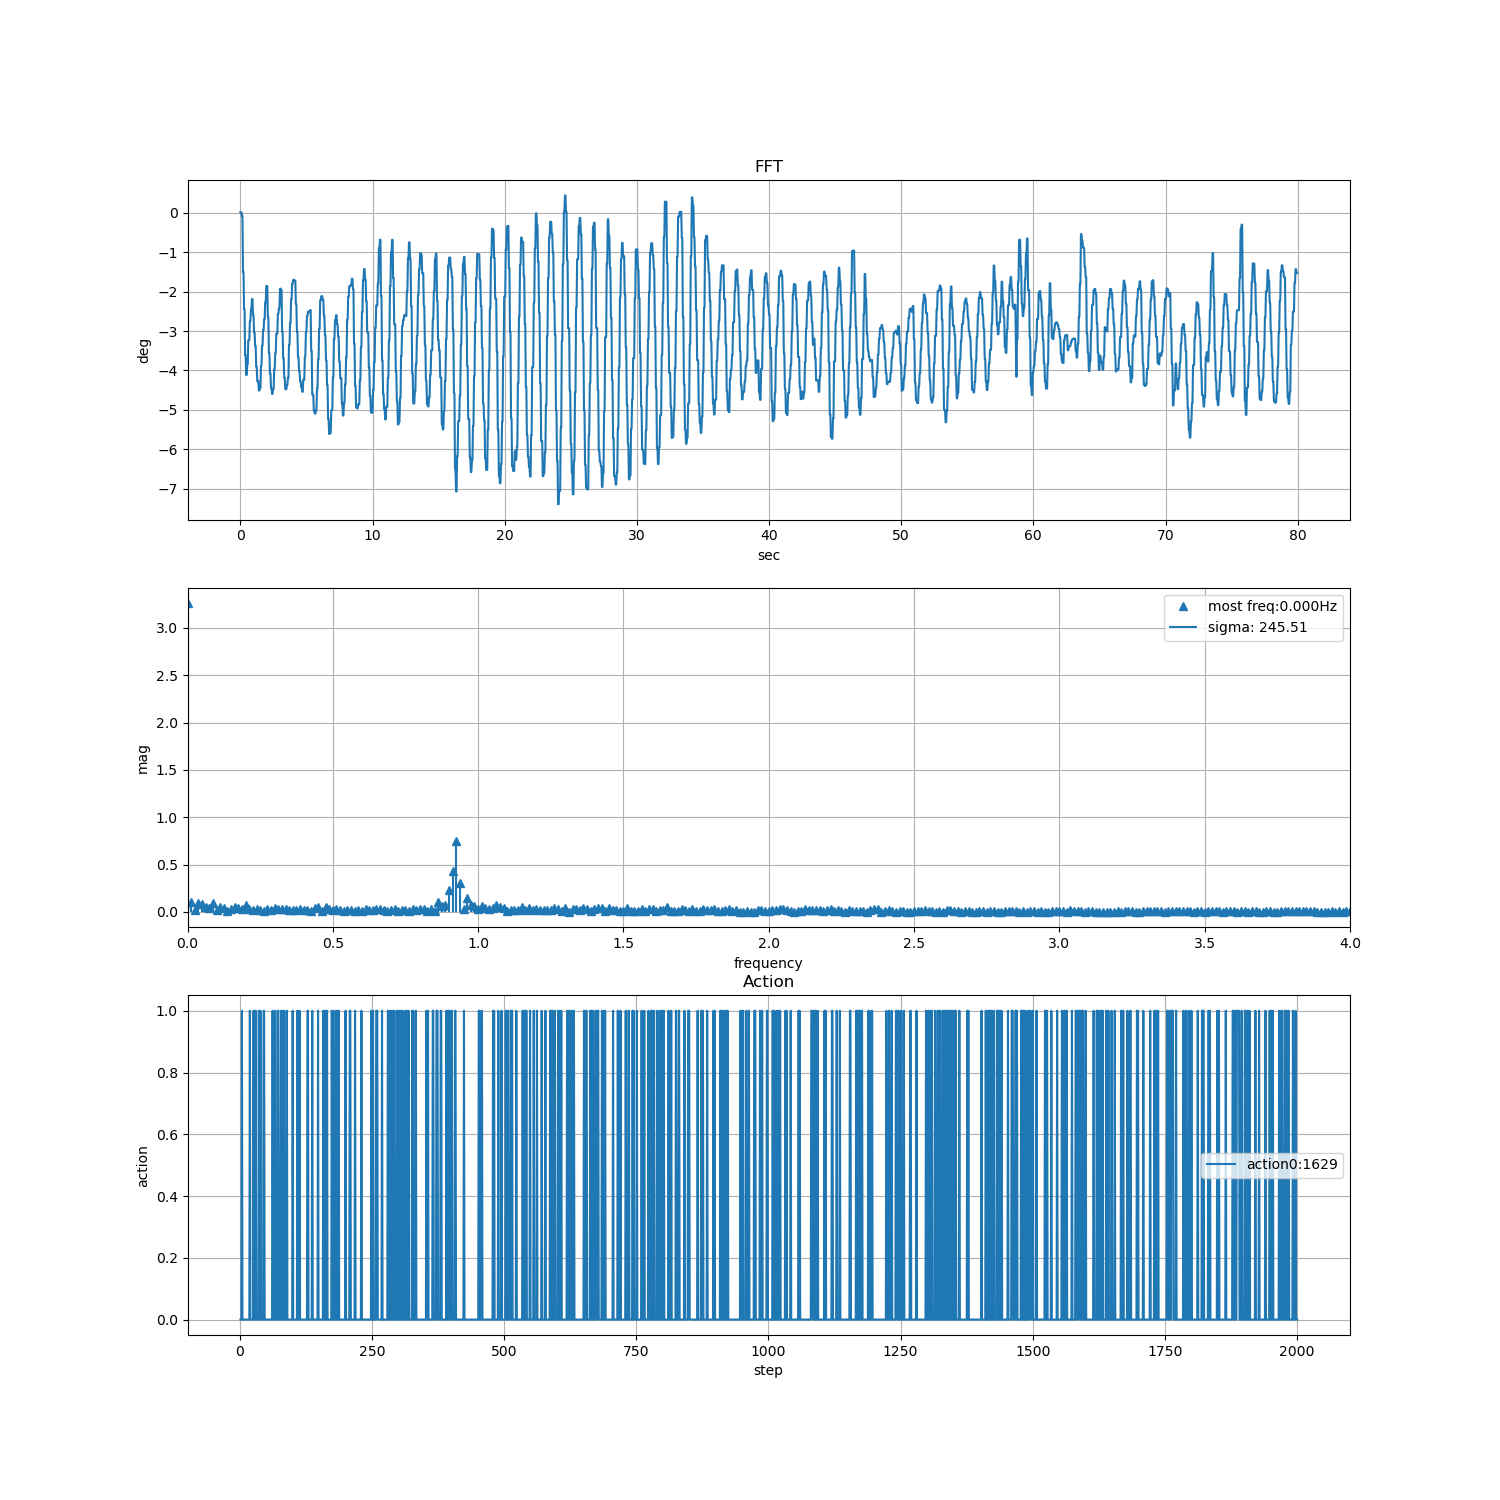 FFT
0
−1
−2
−3
−4
−5
−6
−7
deg
0 10 20 30 40 50 60 70 80
sec
most freq:0.000Hz
sigma: 245.51
3.0
2.5
2.0
1.5
1.0
0.5
0.0
mag
0.0 0.5 1.0 1.5 2.0 2.5 3.0 3.5 4.0
frequency
Action
1.0
0.8
0.6
0.4
0.2
0.0
action
action0:1629
0 250 500 750 1000 1250 1500 1750 2000
step